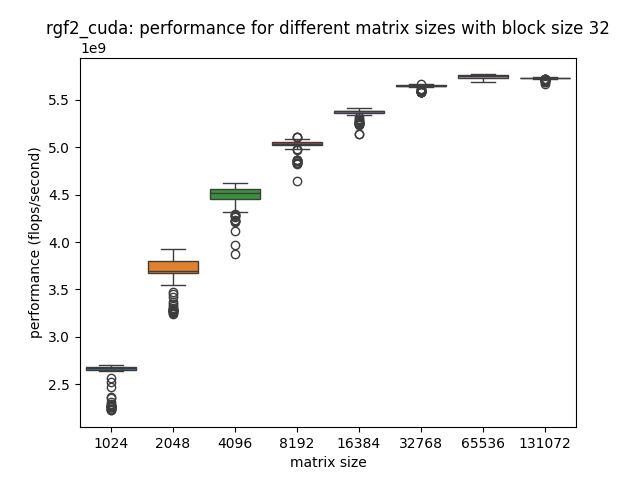 rgf2_cuda: performance for different matrix sizes with block size 32
1e9
5.5
5.0
4.5
4.0
3.5
3.0
2.5
performance (flops/second)
1024 2048 4096 8192 16384 32768 65536 131072
matrix size